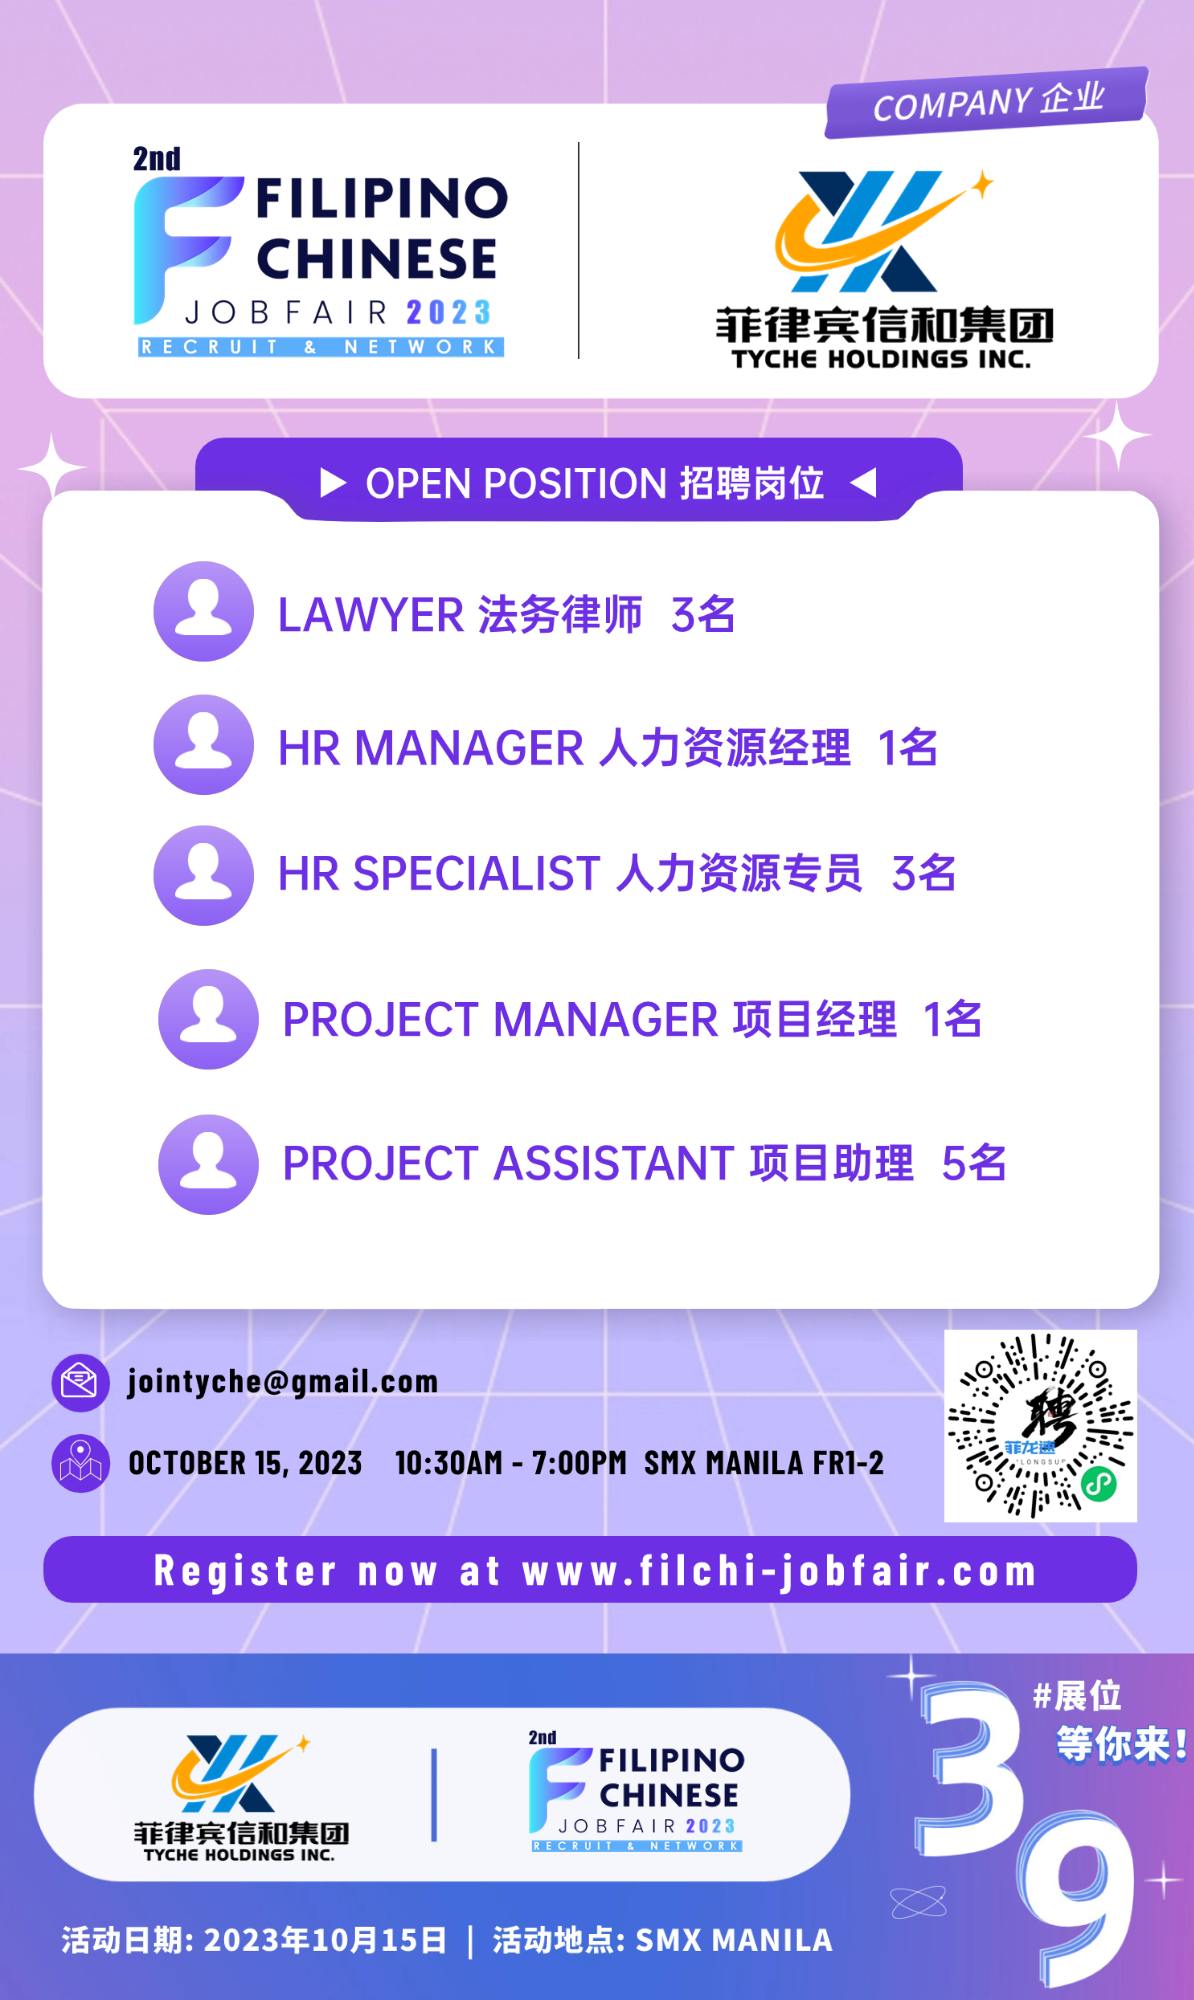 COMPANY 企业
2nd
FILIPINO
CHINESE
JOBFAIR 2023
RECRUIT & NETWORK
菲律宾信和集团
TYCHE HOLDINGS INC.
OPEN POSITION 招聘岗位
LAWYER 法务律师 3名
HR MANAGER 人力资源经理 1名
HR SPECIALIST 人力资源专员 3名
PROJECT MANAGER 项目经理 1名
PROJECT ASSISTANT 项目助理 5名
jointyche@gmail.com
OCTOBER 15, 2023 10:30AM - 7:00PM SMX MANILA FR1-2
聘
菲龙速
Register now at www.filchi-jobfair.com
菲律宾信和集团
TYCHE HOLDINGS INC.
2nd
FILIPINO
CHINESE
JOBFAIR 2023
RECRUIT & NETWORK
39
#展位
等你来!
活动日期: 2023年10月15日 | 活动地点: SMX MANILA